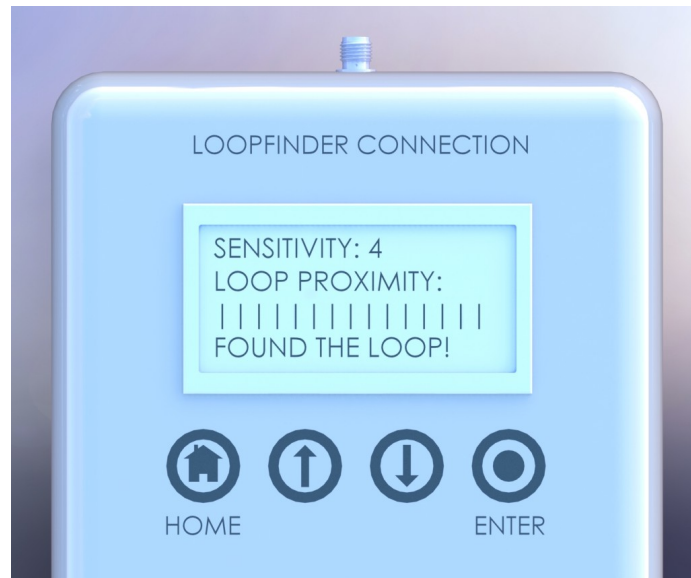 LOOPFINDER CONNECTION
SENSITIVITY: 4
LOOP PROXIMITY:
| | | | | | | | | | | | | | |
FOUND THE LOOP!
HOME
ENTER